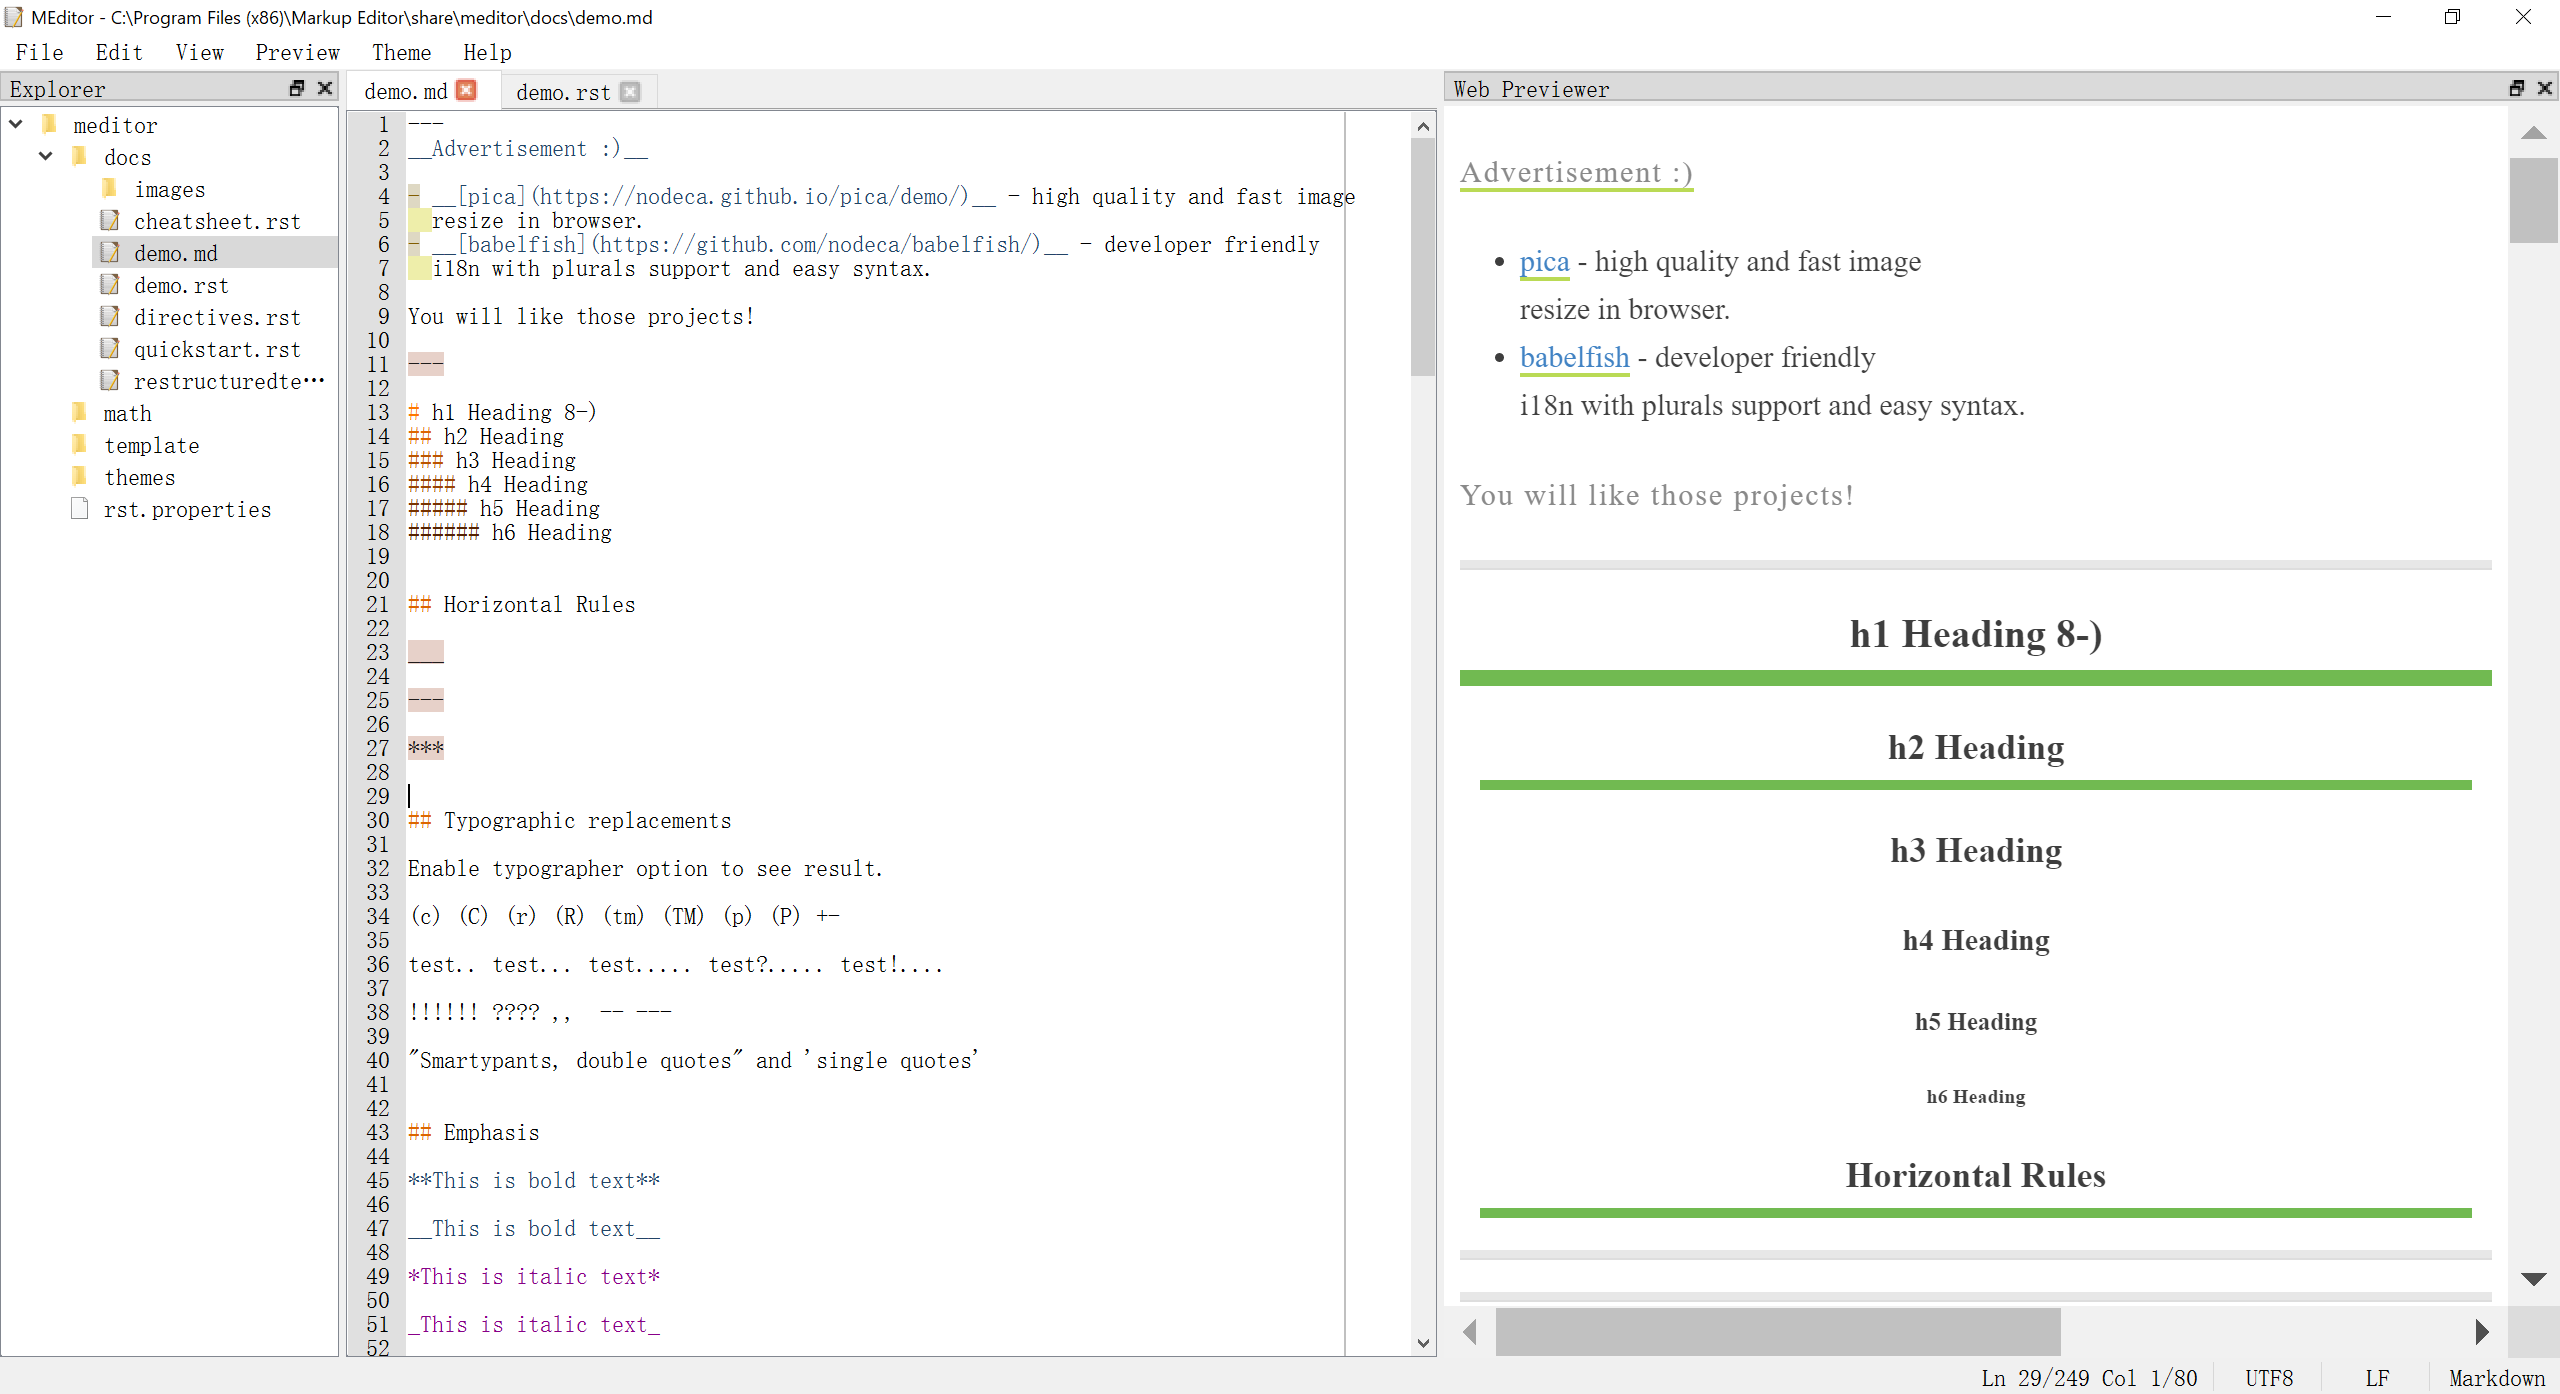 MEditor - C:\Program Files (x86)\Markup Editor\share\meditor\docs\demo.md
File Edit View Preview Theme Help
Explorer
meditor
docs
images
cheatsheet.rst
demo.md
demo.rst
directives.rst
quickstart.rst
restructuredte…
math
template
themes
rst.properties
demo.md demo.rst
1 ---
2 __Advertisement :)__
3
4 - __[pica](https://nodeca.github.io/pica/demo/)__ - high quality and fast image
5   resize in browser.
6 - __[babelfish](https://github.com/nodeca/babelfish/)__ - developer friendly
7   i18n with plurals support and easy syntax.
8
9 You will like those projects!
10
11 ---
12
13 # h1 Heading 8-)
14 ## h2 Heading
15 ### h3 Heading
16 #### h4 Heading
17 ##### h5 Heading
18 ###### h6 Heading
19
20
21 ## Horizontal Rules
22
23 ___
24
25 ---
26
27 ***
28
29
30 ## Typographic replacements
31
32 Enable typographer option to see result.
33
34 (c) (C) (r) (R) (tm) (TM) (p) (P) +-
35
36 test.. test... test..... test?..... test!....
37
38 !!!!!! ???? ,,  -- ---
39
40 "Smartypants, double quotes" and 'single quotes'
41
42
43 ## Emphasis
44
45 **This is bold text**
46
47 __This is bold text__
48
49 *This is italic text*
50
51 _This is italic text_
52
Web Previewer
Advertisement :)
• pica - high quality and fast image
resize in browser.
• babelfish - developer friendly
i18n with plurals support and easy syntax.
You will like those projects!
h1 Heading 8-)
h2 Heading
h3 Heading
h4 Heading
h5 Heading
h6 Heading
Horizontal Rules
Ln 29/249 Col 1/80 UTF8 LF Markdown